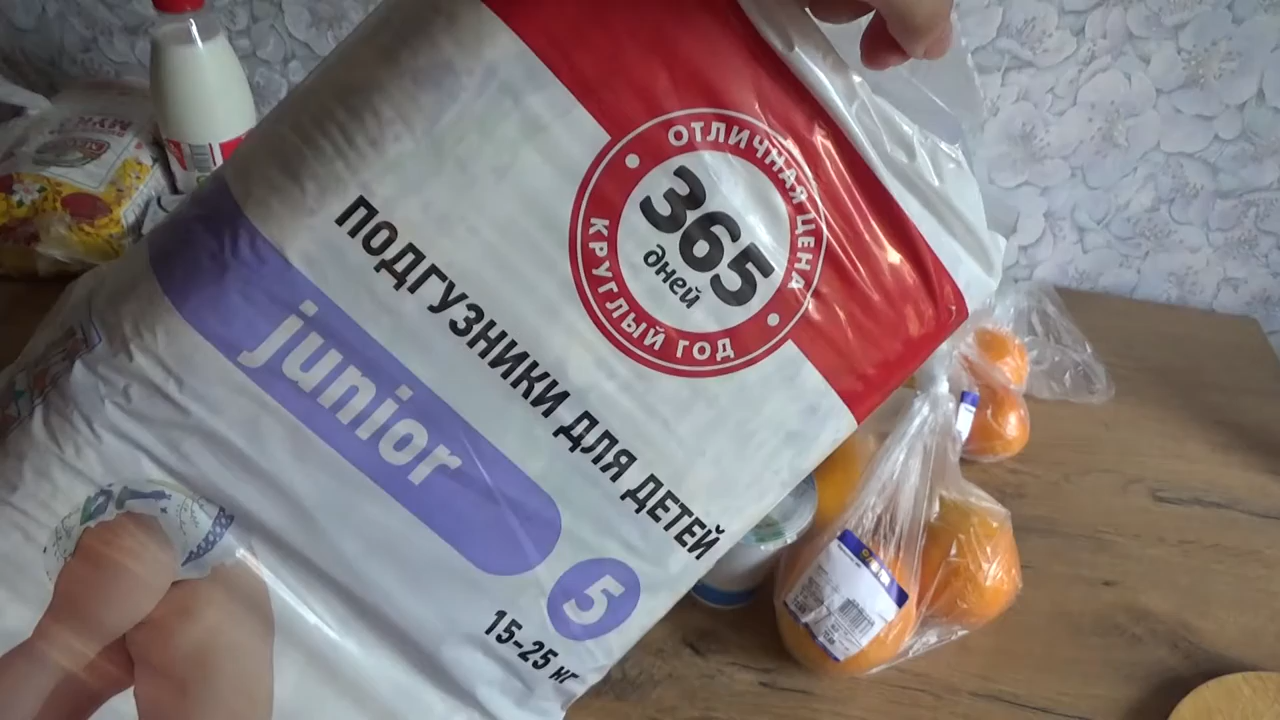 ОТЛИЧНАЯ ЦЕНА
365
дней
КРУГЛЫЙ ГОД
ПОДГУЗНИКИ ДЛЯ ДЕТЕЙ
junior
5
15-25 кг